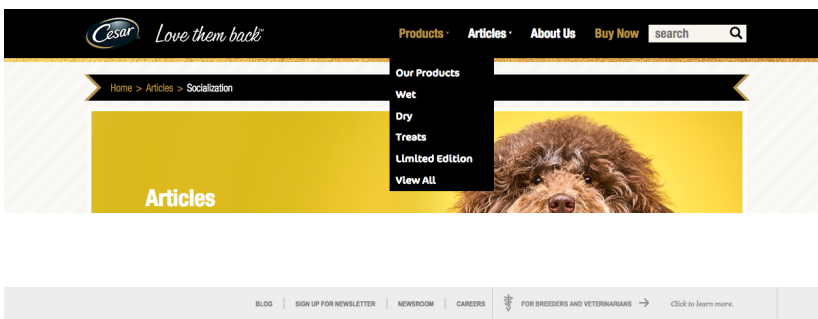 Cesar Love them back™ Products Articles About Us Buy Now search
Our Products
Wet
Home > Articles > Socialization
Dry
Treats
Limited Edition
View All
Articles
BLOG SIGN UP FOR NEWSLETTER NEWSROOM CAREERS FOR BREEDERS AND VETERINARIANS → Click to learn more.